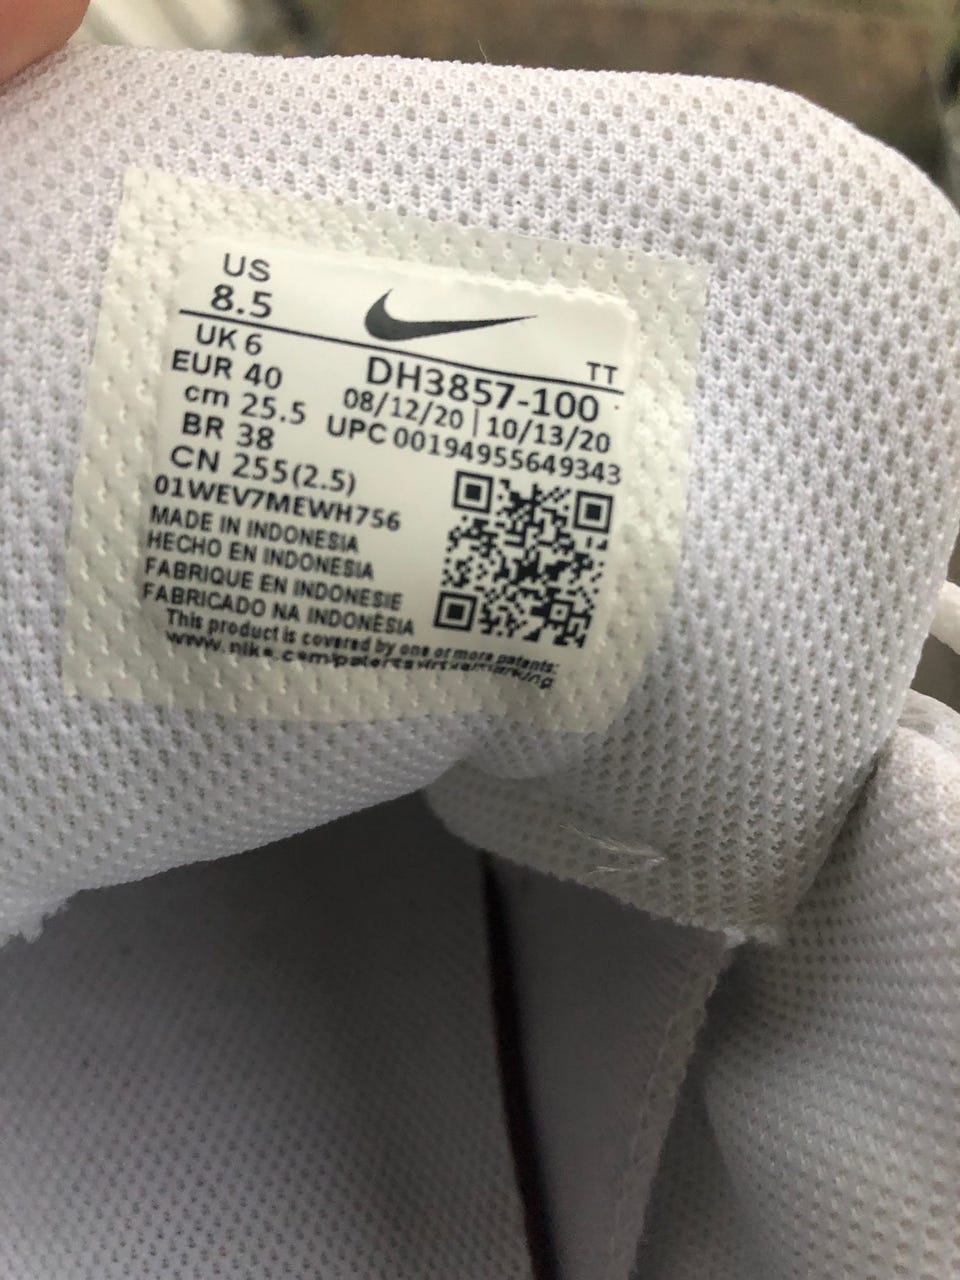 US
8.5
UK 6
EUR 40
cm 25.5
BR 38
CN 255(2.5)
TT
DH3857-100
08/12/20 | 10/13/20
UPC 00194955649343
01WEV7MEWH756
MADE IN INDONESIA
HECHO EN INDONESIA
FABRIQUE EN INDONESIE
FABRICADO NA INDONÈSIA
This product is covered by one or more patents: